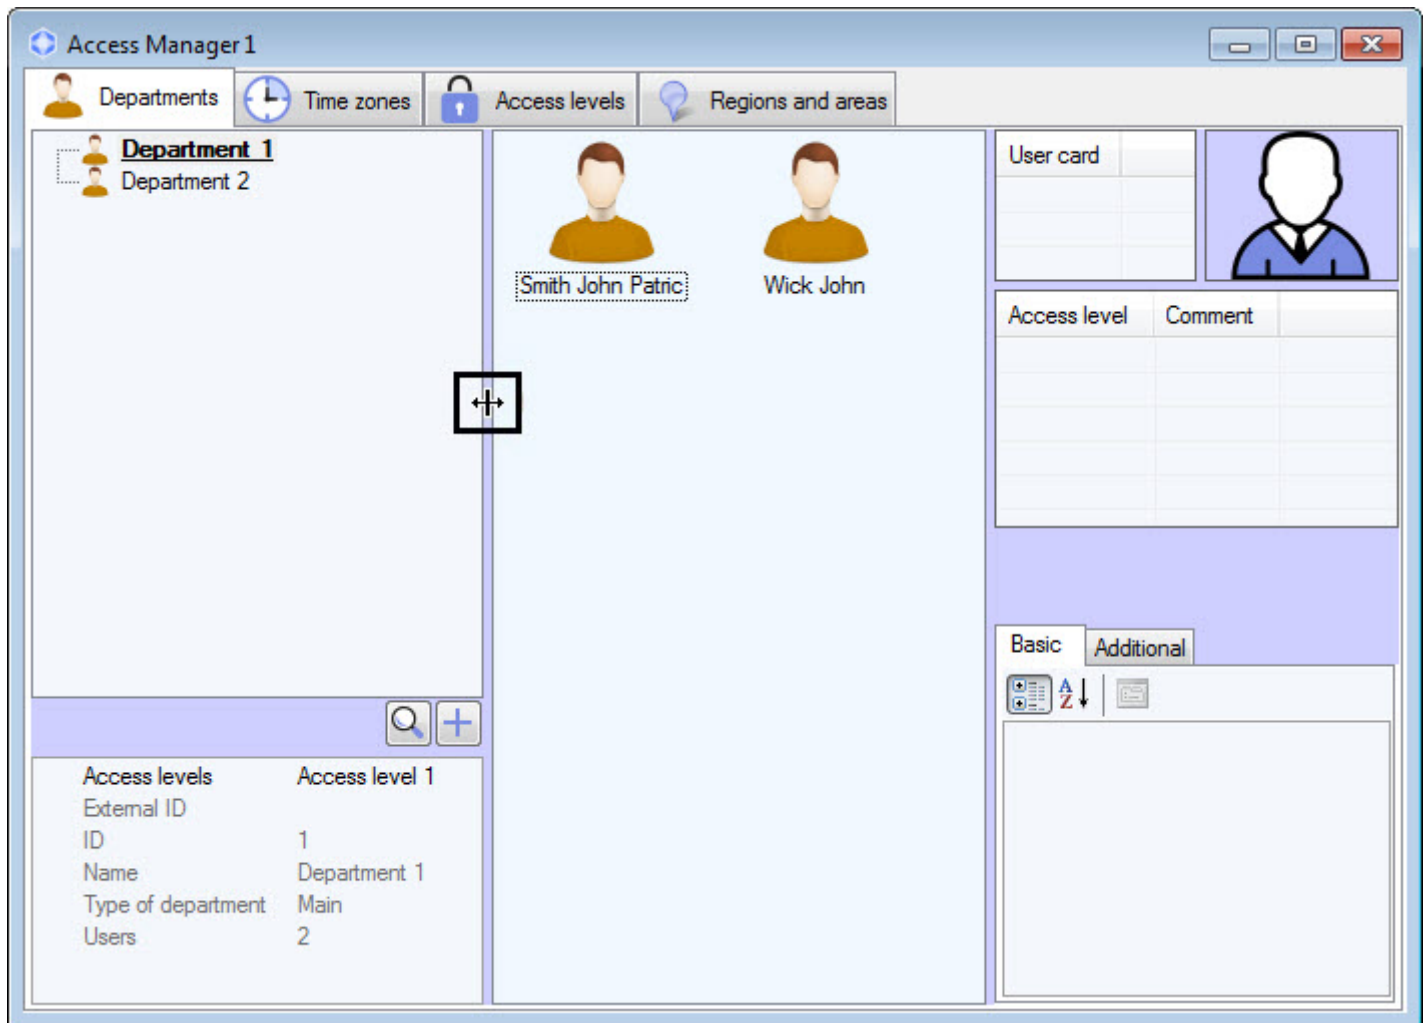 Access Manager 1
Departments Time zones Access levels Regions and areas
Department 1
Department 2
Smith John Patric Wick John
User card
Access level Comment
Basic Additional
A
Z
Access levels Access level 1
External ID
ID 1
Name Department 1
Type of department Main
Users 2